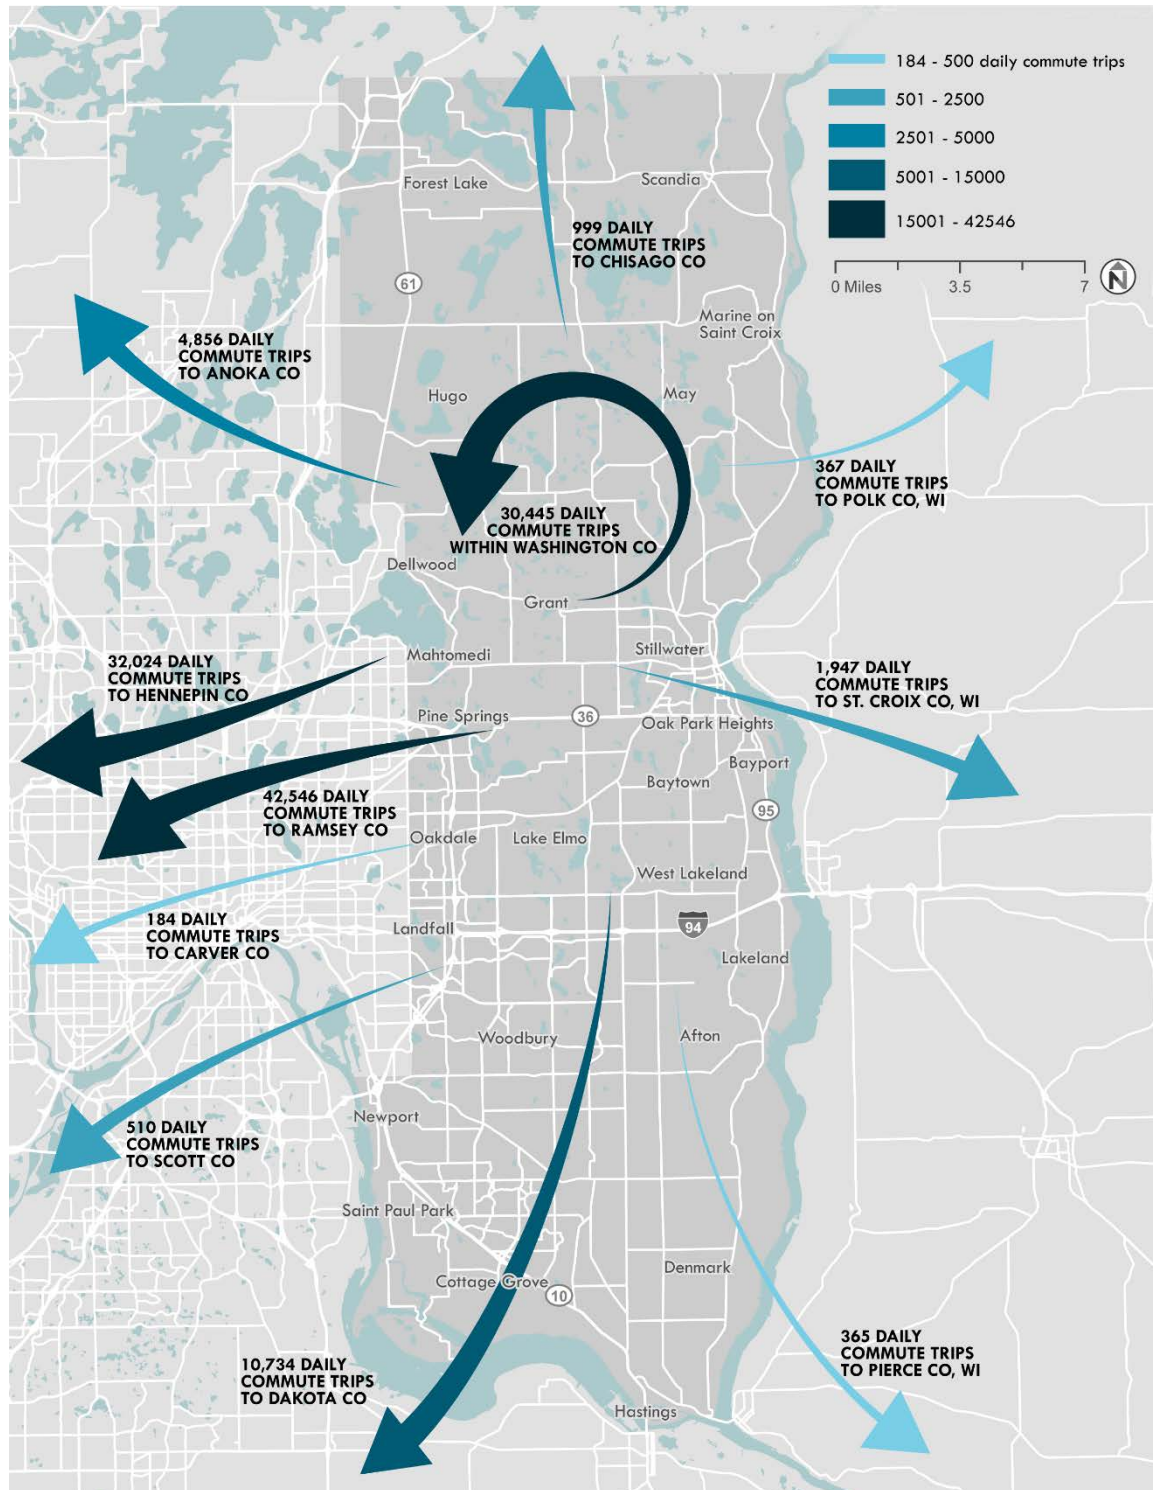 184 - 500 daily commute trips
501 - 2500
2501 - 5000
5001 - 15000
15001 - 42546
0 Miles 3.5 7
N
Forest Lake
Scandia
999 DAILY
COMMUTE TRIPS
TO CHISAGO CO
61
Marine on
Saint Croix
4,856 DAILY
COMMUTE TRIPS
TO ANOKA CO
Hugo
May
367 DAILY
COMMUTE TRIPS
TO POLK CO, WI
30,445 DAILY
COMMUTE TRIPS
WITHIN WASHINGTON CO
Dellwood
Grant
Mahtomedi
Stillwater
32,024 DAILY
COMMUTE TRIPS
TO HENNEPIN CO
1,947 DAILY
COMMUTE TRIPS
TO ST. CROIX CO, WI
Pine Springs
36
Oak Park Heights
Bayport
Baytown
42,546 DAILY
COMMUTE TRIPS
TO RAMSEY CO
95
Oakdale
Lake Elmo
West Lakeland
184 DAILY
COMMUTE TRIPS
TO CARVER CO
Landfall
94
Lakeland
Woodbury
Afton
Newport
510 DAILY
COMMUTE TRIPS
TO SCOTT CO
Saint Paul Park
Cottage Grove
Denmark
10
10,734 DAILY
COMMUTE TRIPS
TO DAKOTA CO
365 DAILY
COMMUTE TRIPS
TO PIERCE CO, WI
Hastings